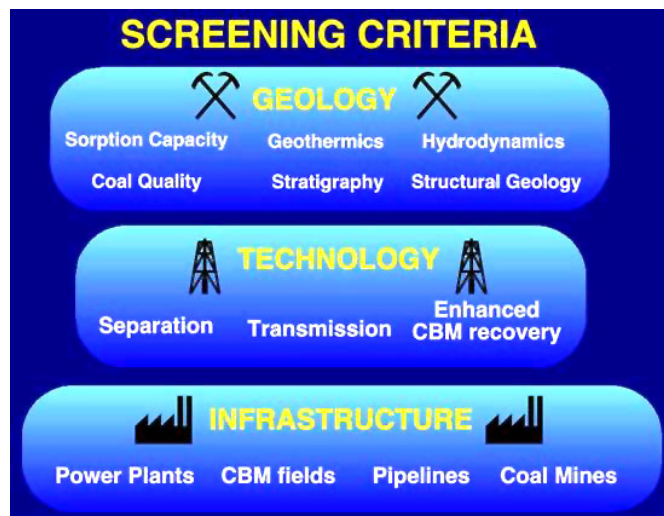 SCREENING CRITERIA
GEOLOGY
Sorption Capacity Geothermics Hydrodynamics
Coal Quality Stratigraphy Structural Geology
TECHNOLOGY
Separation Transmission Enhanced CBM recovery
INFRASTRUCTURE
Power Plants CBM fields Pipelines Coal Mines